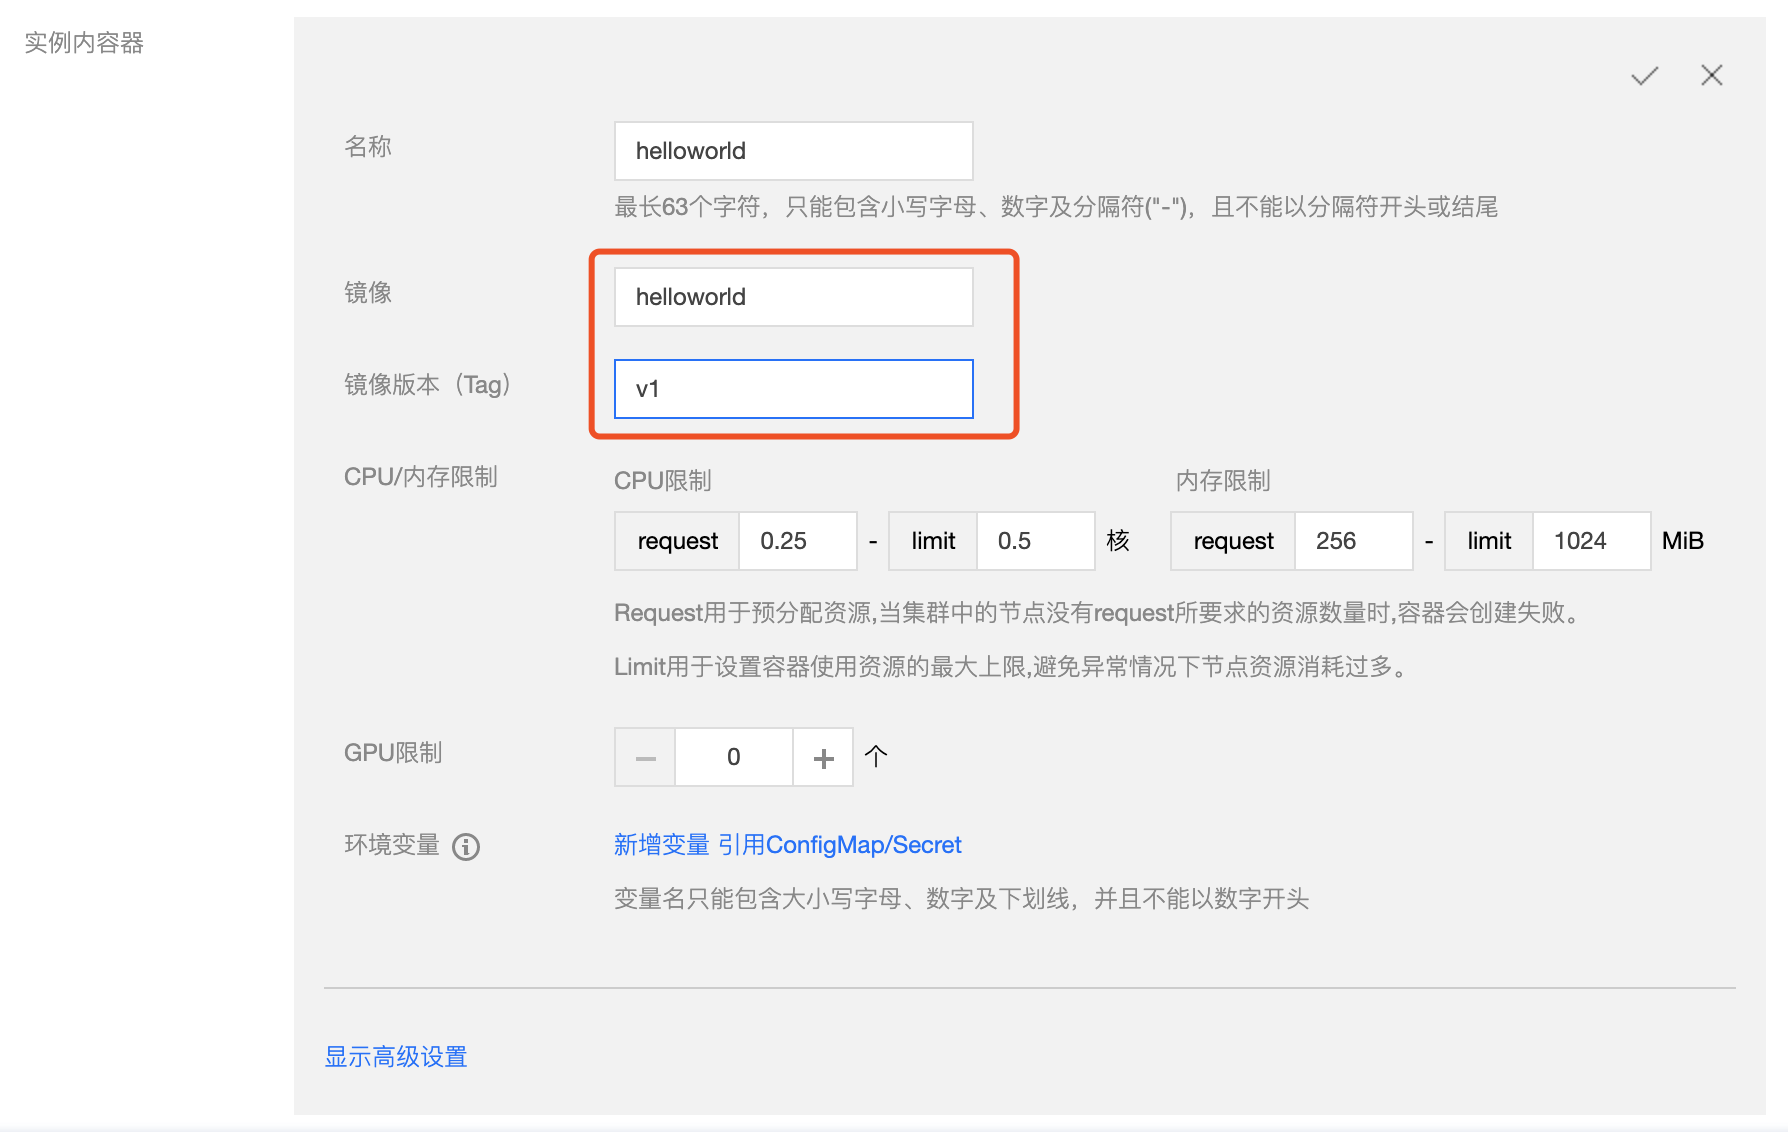 实例内容器
名称
helloworld
最长63个字符，只能包含小写字母、数字及分隔符("-")，且不能以分隔符开头或结尾
镜像
helloworld
镜像版本（Tag）
v1
CPU/内存限制
CPU限制 内存限制
request 0.25 - limit 0.5 核 request 256 - limit 1024 MiB
Request用于预分配资源,当集群中的节点没有request所要求的资源数量时,容器会创建失败。
Limit用于设置容器使用资源的最大上限,避免异常情况下节点资源消耗过多。
GPU限制
0 个
环境变量
新增变量 引用ConfigMap/Secret
变量名只能包含大小写字母、数字及下划线，并且不能以数字开头
显示高级设置